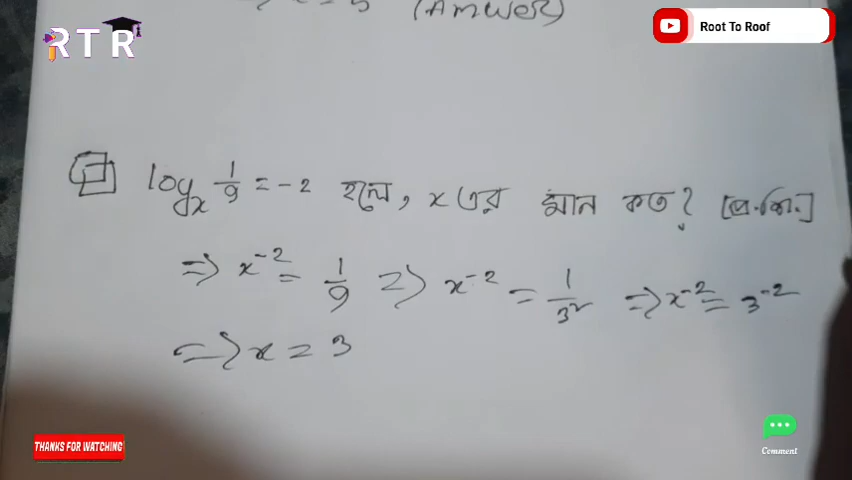 ⇒ x = 3 (Answer)
RTR
Root To Roof
log_x 1/9 = -2 হলে, x এর মান কত? [প্রা.শি.]
⇒ x⁻² = 1/9 ⇒ x⁻² = 1/3² ⇒ x⁻² = 3⁻²
⇒ x = 3
THANKS FOR WATCHING
Comment